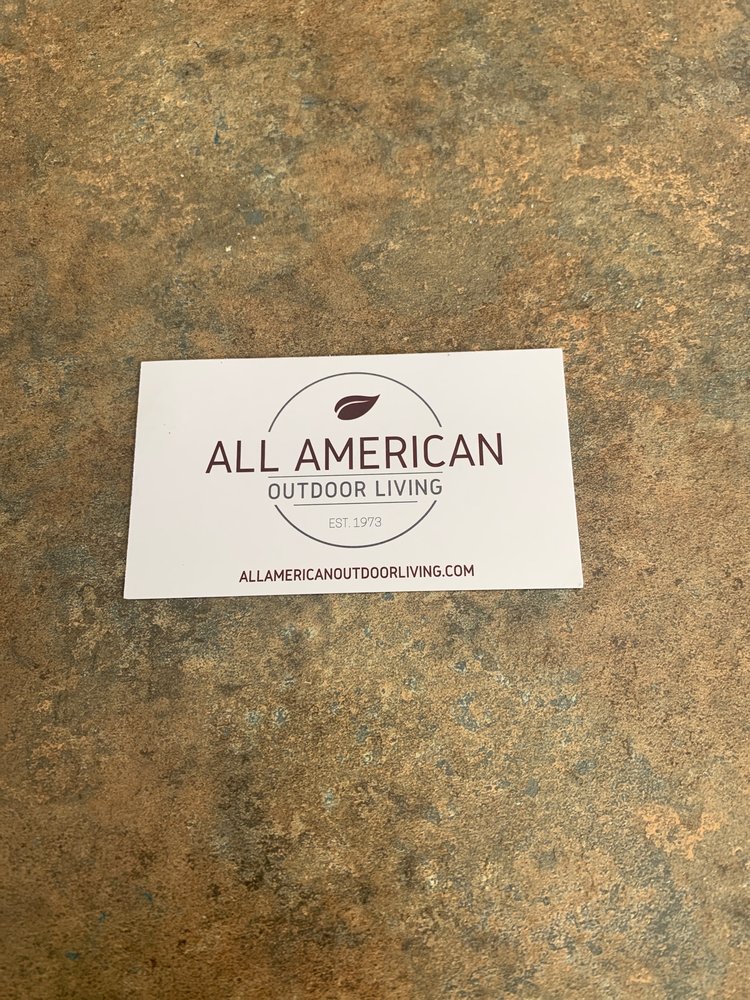 ALL AMERICAN
OUTDOOR LIVING
EST. 1973
ALLAMERICANOUTDOORLIVING.COM